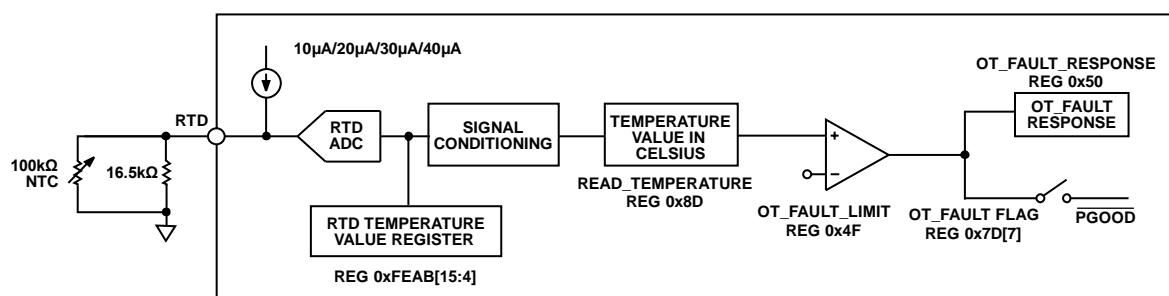 10µA/20µA/30µA/40µA
OT_FAULT_RESPONSE
REG 0x50
RTD
RTD
ADC
SIGNAL
CONDITIONING
TEMPERATURE
VALUE IN
CELSIUS
+
–
OT_FAULT
RESPONSE
100kΩ
NTC
16.5kΩ
READ_TEMPERATURE
REG 0x8D
RTD TEMPERATURE
VALUE REGISTER
OT_FAULT_LIMIT
REG 0x4F
OT_FAULT FLAG
REG 0x7D[7]
PGOOD
REG 0xFEAB[15:4]